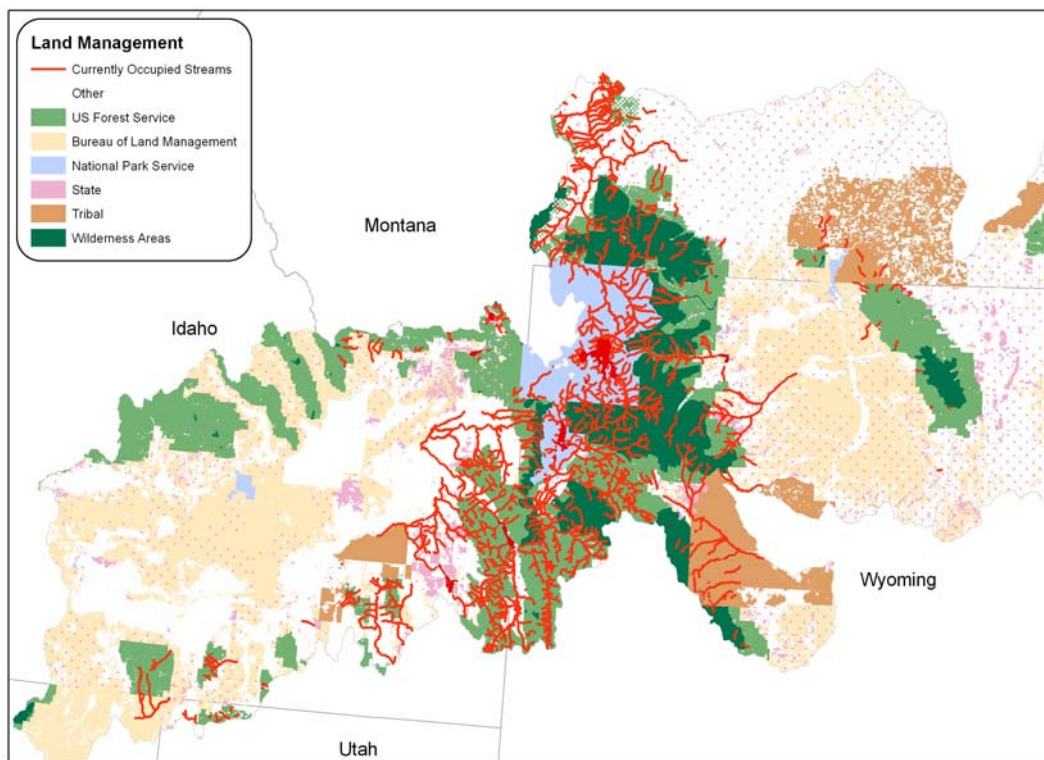 Land Management
Currently Occupied Streams
Other
US Forest Service
Bureau of Land Management
National Park Service
State
Tribal
Wilderness Areas
Montana
Idaho
Wyoming
Utah